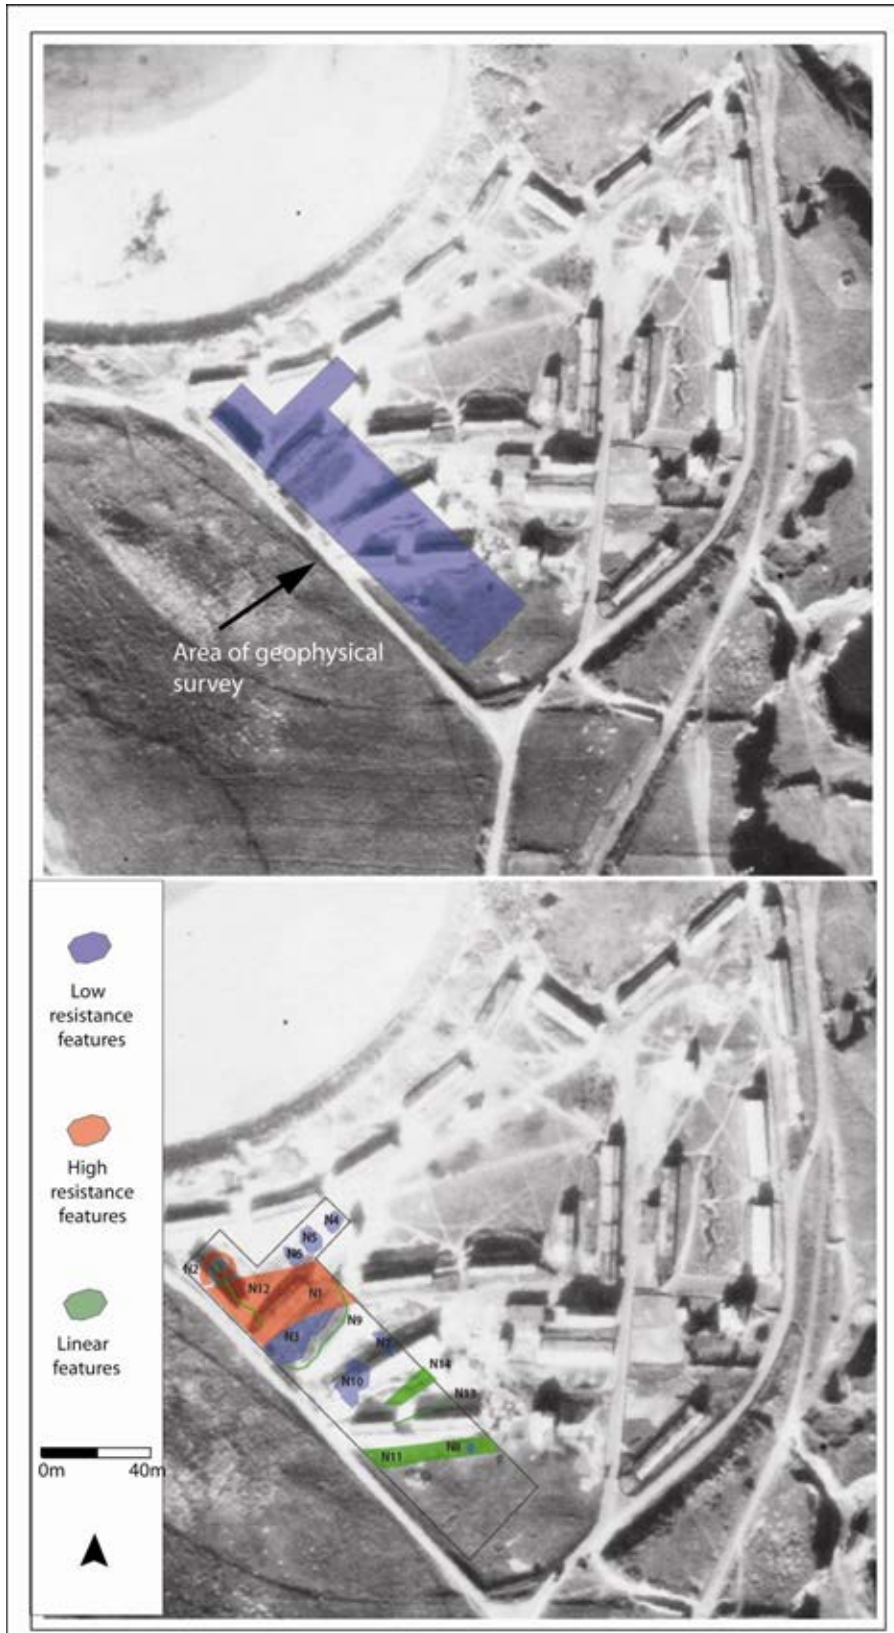 Area of geophysical
survey
Low
resistance
features
High
resistance
features
Linear
features
0m 40m
N4
N5
N6
N2
N12
N1
N9
N3
N7
N14
N10
N13
N8
N11